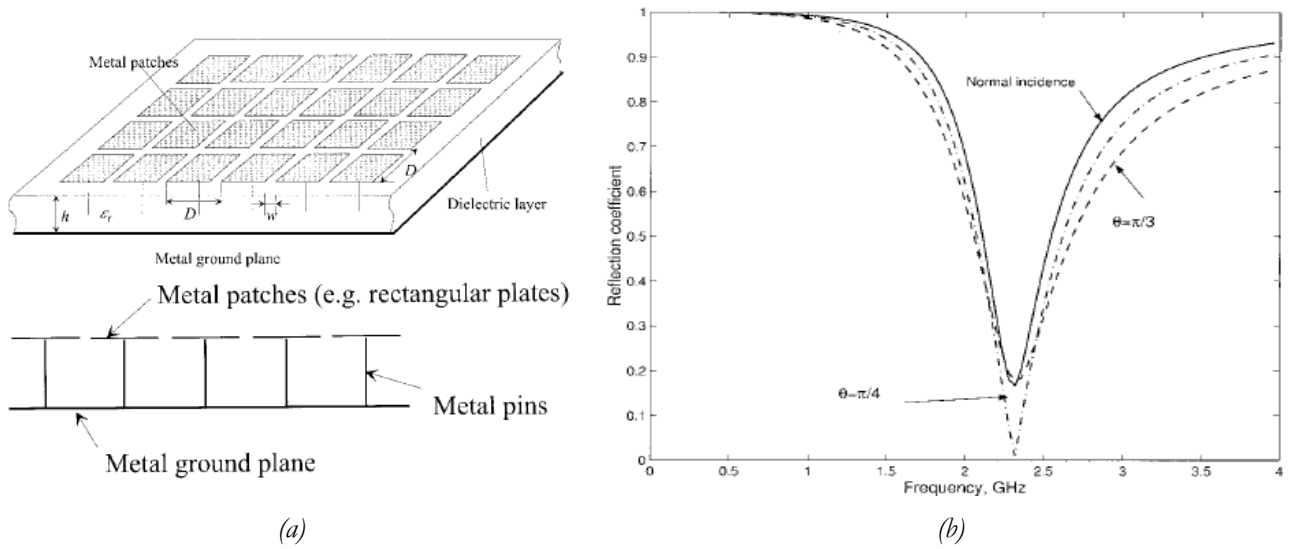 Metal patches
D
h
εr
D
w
Dielectric layer
Metal ground plane
Metal patches (e.g. rectangular plates)
Metal pins
Metal ground plane
(a)
1
0.9
0.8
0.7
0.6
0.5
0.4
0.3
0.2
0.1
0
Reflection coefficient
Normal incidence
θ=π/3
θ=π/4
0
0.5
1
1.5
2
2.5
3
3.5
4
Frequency, GHz
(b)